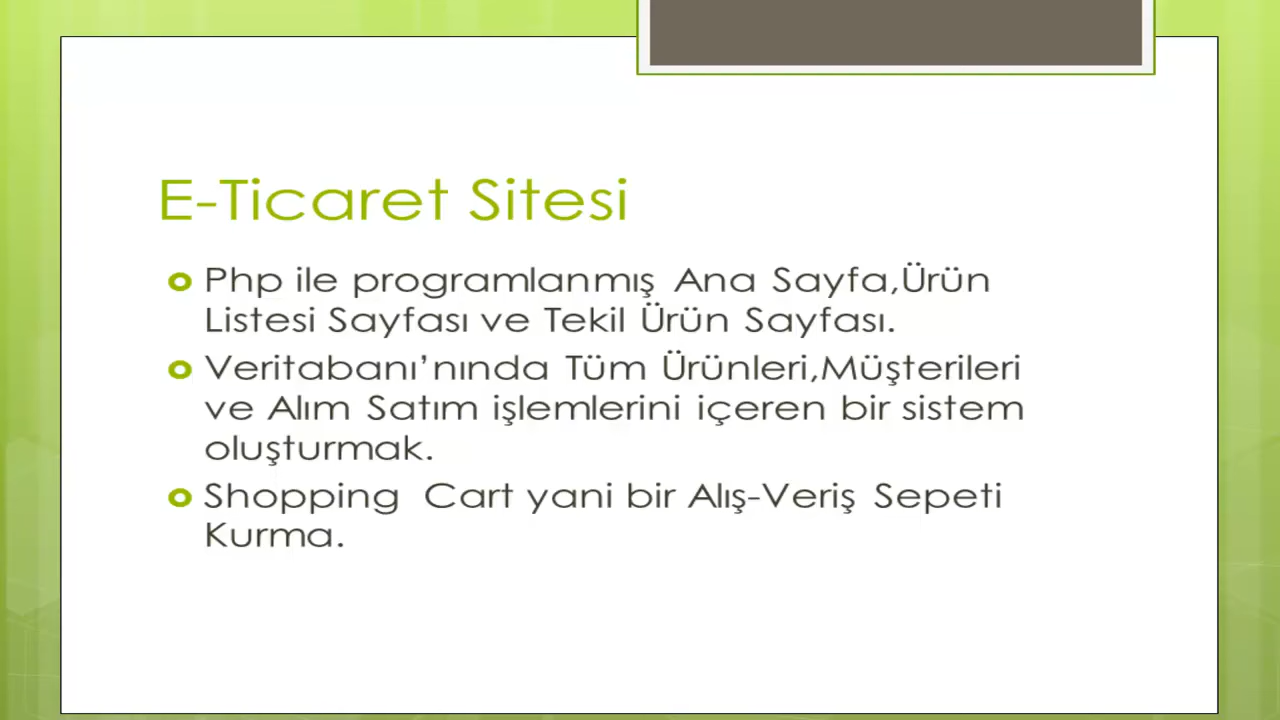 E-Ticaret Sitesi
Php ile programlanmış Ana Sayfa,Ürün
Listesi Sayfası ve Tekil Ürün Sayfası.
Veritabanı’nında Tüm Ürünleri,Müşterileri
ve Alım Satım işlemlerini içeren bir sistem
oluşturmak.
Shopping Cart yani bir Alış-Veriş Sepeti
Kurma.